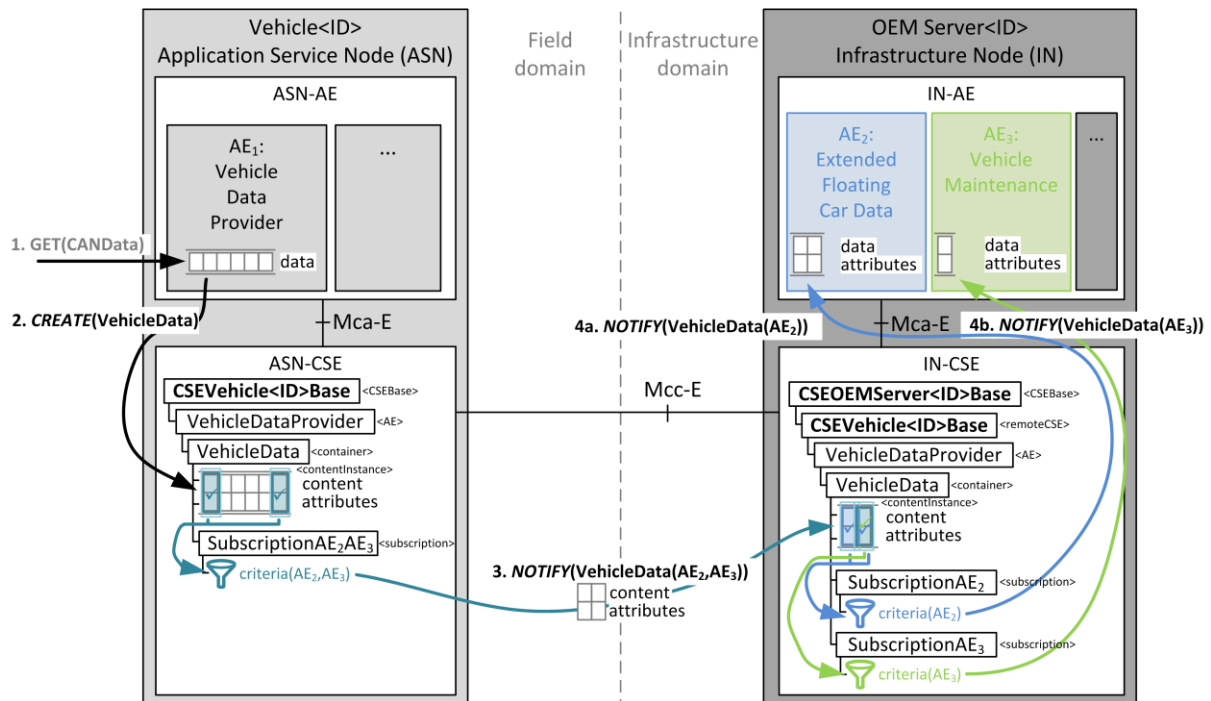 Vehicle<ID>
Application Service Node (ASN)
Field
domain
Infrastructure
domain
OEM Server<ID>
Infrastructure Node (IN)
ASN-AE
AE₁:
Vehicle
Data
Provider
...
1. GET(CANData)
data
IN-AE
AE₂:
Extended
Floating
Car Data
data
attributes
AE₃:
Vehicle
Maintenance
data
attributes
...
2. CREATE(VehicleData)
Mca-E
4a. NOTIFY(VehicleData(AE₂))
Mca-E
4b. NOTIFY(VehicleData(AE₃))
ASN-CSE
CSEVehicle<ID>Base <CSEBase>
VehicleDataProvider <AE>
VehicleData <container>
<contentInstance>
content
attributes
SubscriptionAE₂AE₃ <subscription>
criteria(AE₂,AE₃)
Mcc-E
3. NOTIFY(VehicleData(AE₂,AE₃))
content
attributes
IN-CSE
CSEOEMServer<ID>Base <CSEBase>
CSEVehicle<ID>Base <remoteCSE>
VehicleDataProvider <AE>
VehicleData <container>
<contentInstance>
content
attributes
SubscriptionAE₂ <subscription>
criteria(AE₂)
SubscriptionAE₃ <subscription>
criteria(AE₃)